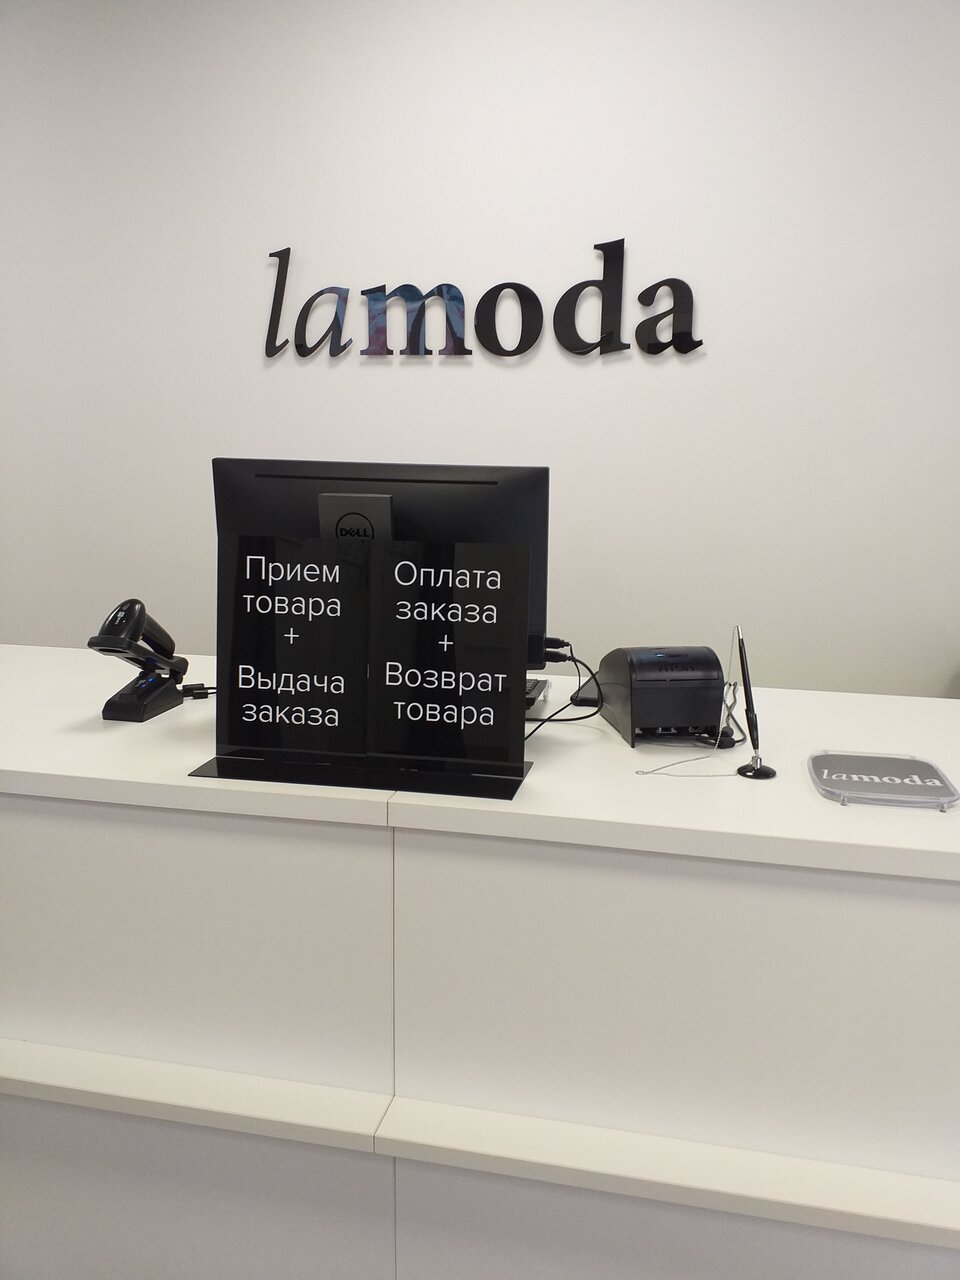 lamoda
DELL
Прием
товара
+
Выдача
заказа
Оплата
заказа
+
Возврат
товара
lamoda